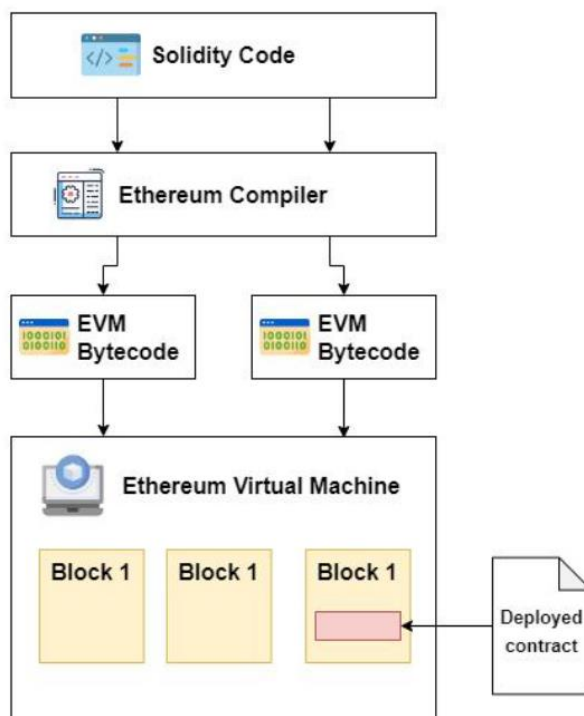 Solidity Code
Ethereum Compiler
EVM
Bytecode
EVM
Bytecode
Ethereum Virtual Machine
Block 1
Block 1
Block 1
Deployed
contract